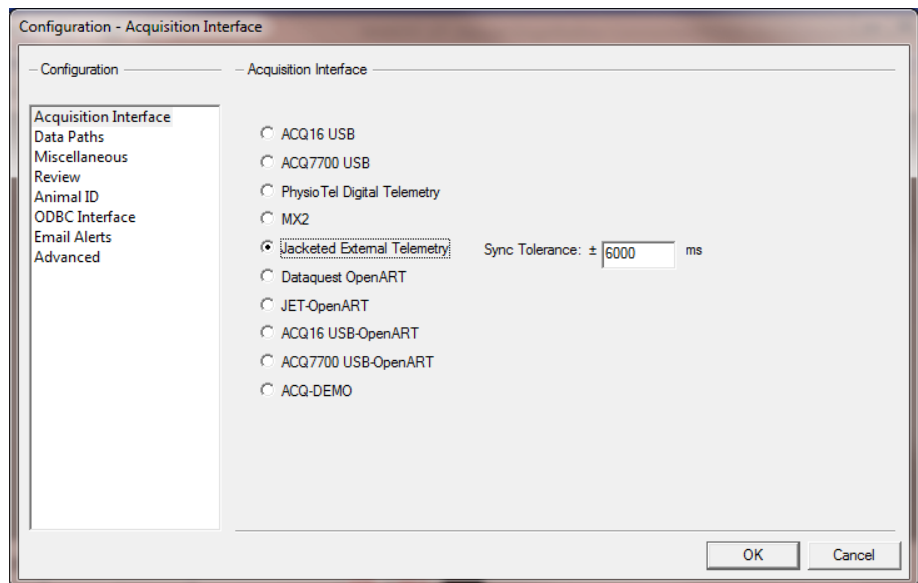 Configuration - Acquisition Interface
Configuration
Acquisition Interface
Data Paths
Miscellaneous
Review
Animal ID
ODBC Interface
Email Alerts
Advanced
Acquisition Interface
ACQ16 USB
ACQ7700 USB
PhysioTel Digital Telemetry
MX2
Jacketed External Telemetry Sync Tolerance: ± 6000 ms
Dataquest OpenART
JET-OpenART
ACQ16 USB-OpenART
ACQ7700 USB-OpenART
ACQ-DEMO
OK Cancel